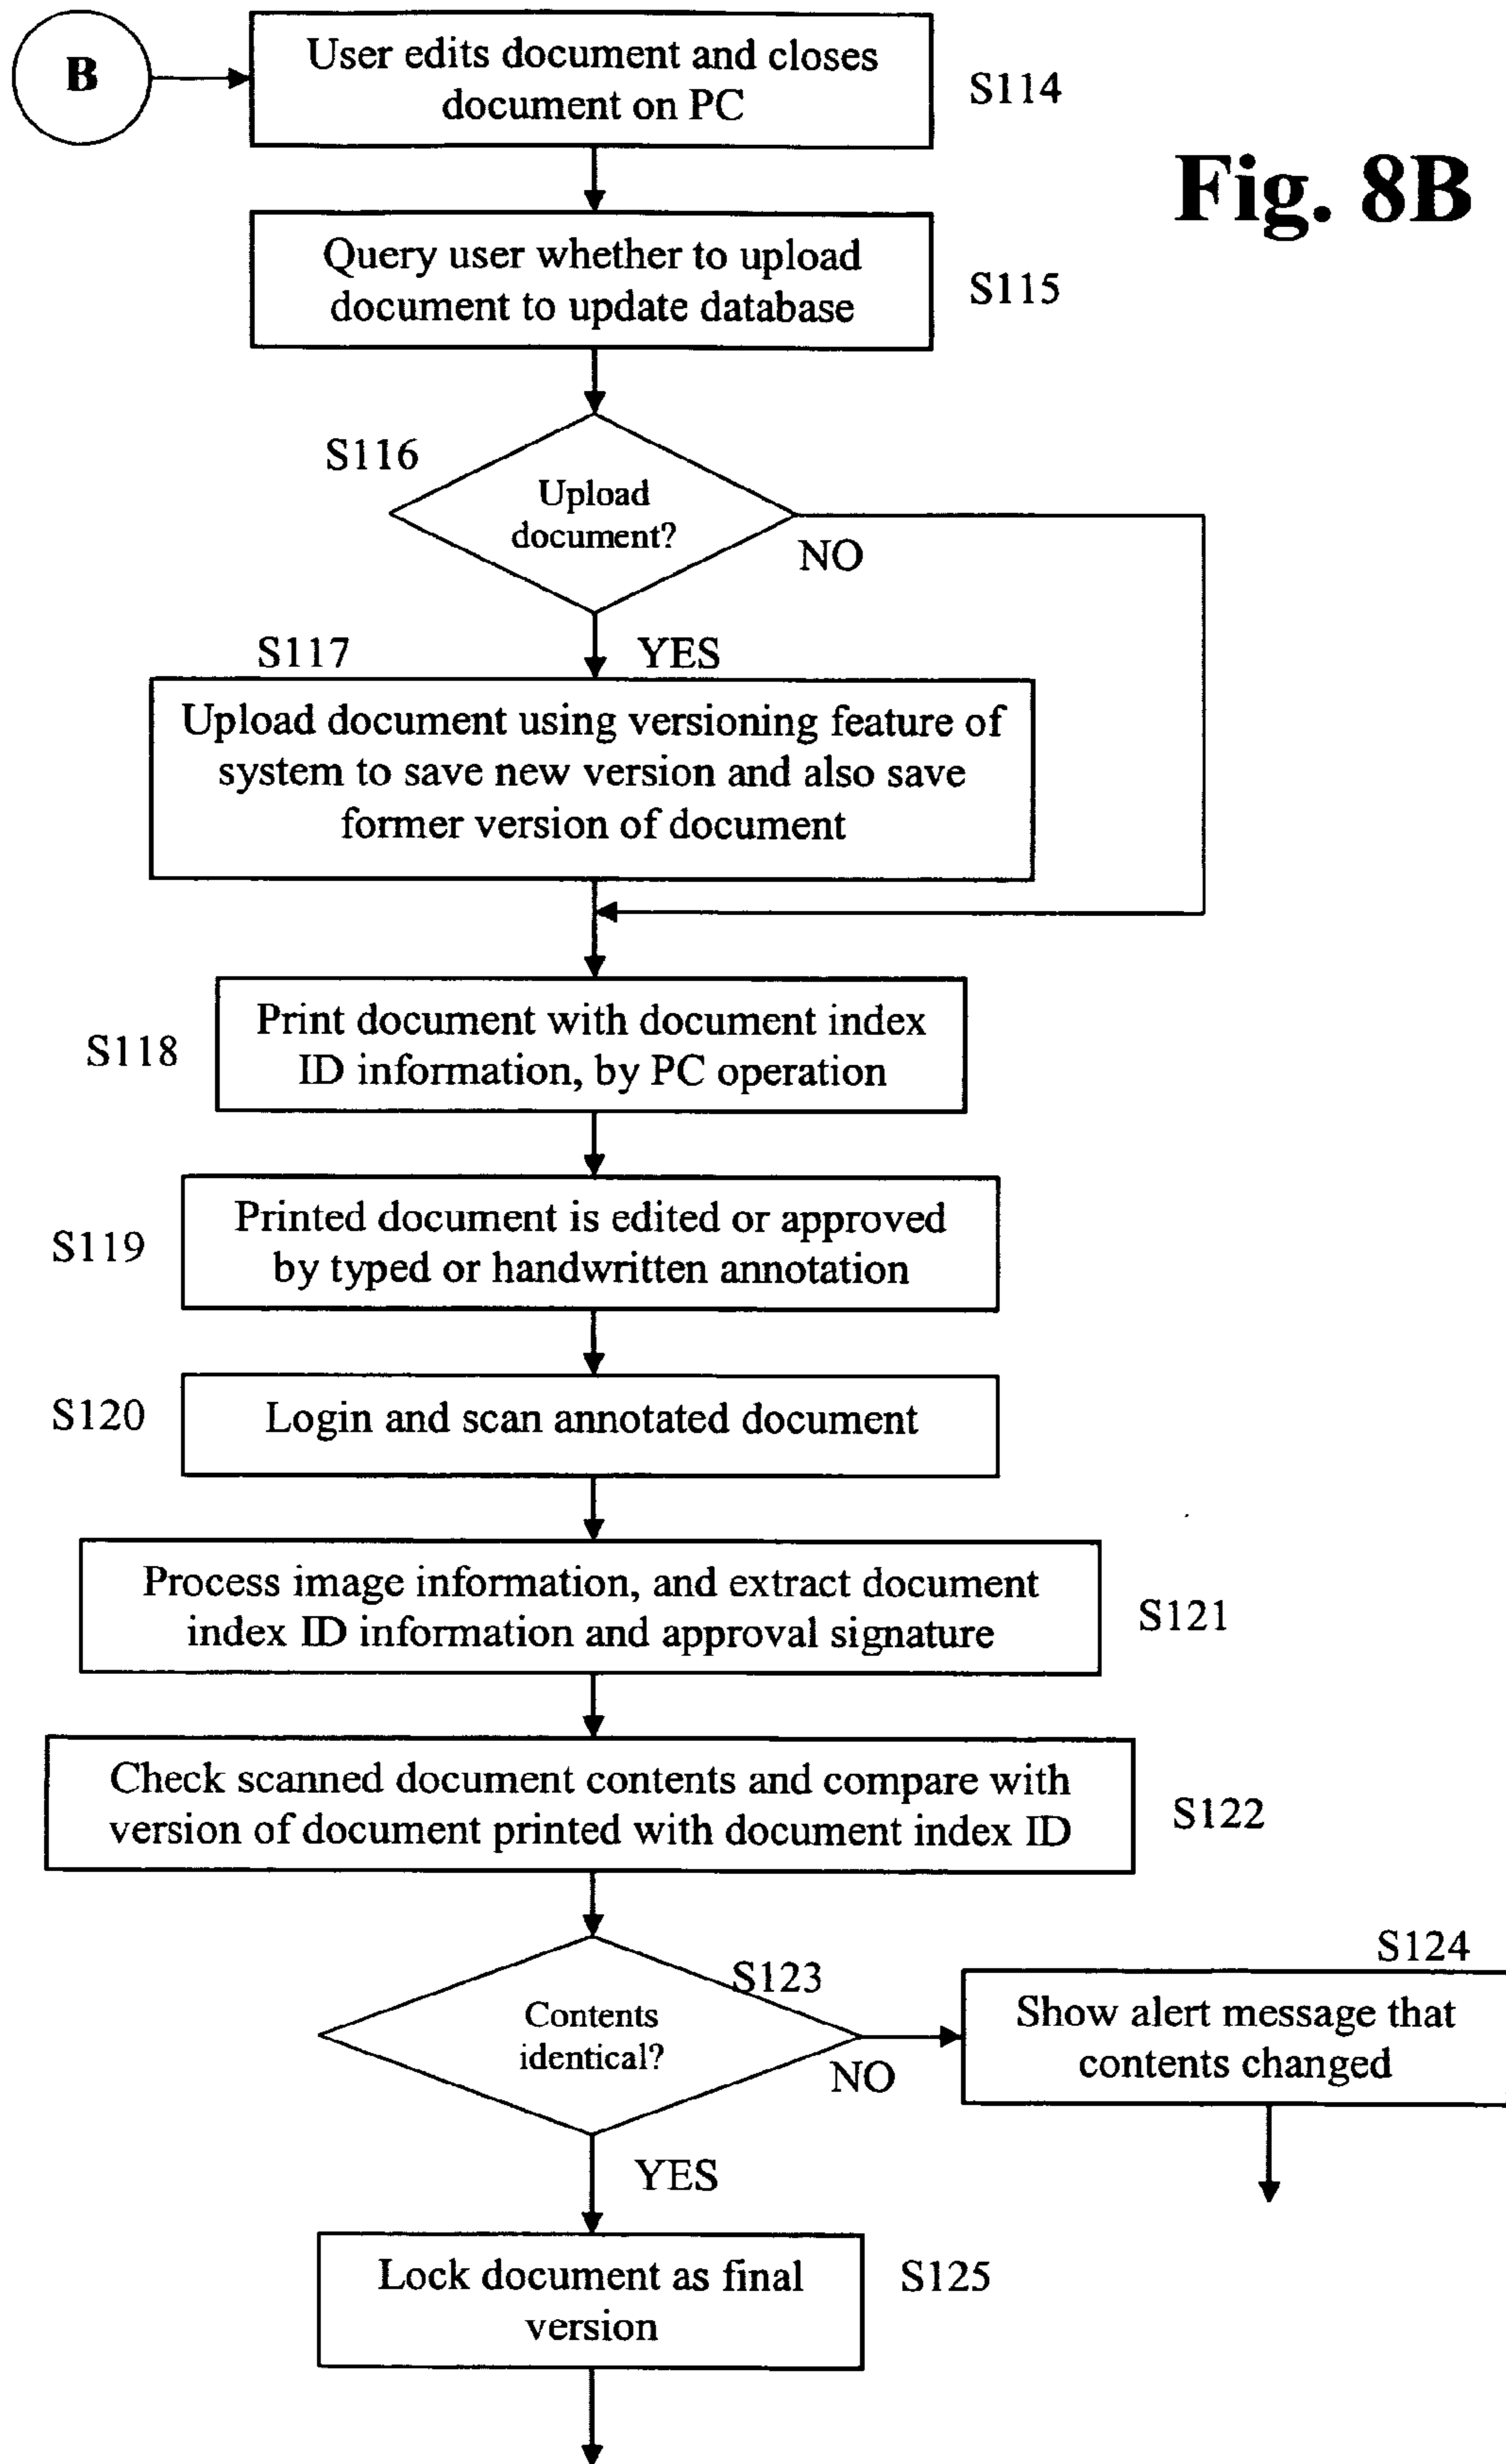 B
User edits document and closes
document on PC
S114
Fig. 8B
Query user whether to upload
document to update database
S115
S116
Upload
document?
NO
S117
YES
Upload document using versioning feature of
system to save new version and also save
former version of document
S118
Print document with document index
ID information, by PC operation
S119
Printed document is edited or approved
by typed or handwritten annotation
S120
Login and scan annotated document
Process image information, and extract document
index ID information and approval signature
S121
Check scanned document contents and compare with
version of document printed with document index ID
S122
S123
Contents
identical?
NO
S124
Show alert message that
contents changed
YES
Lock document as final
version
S125